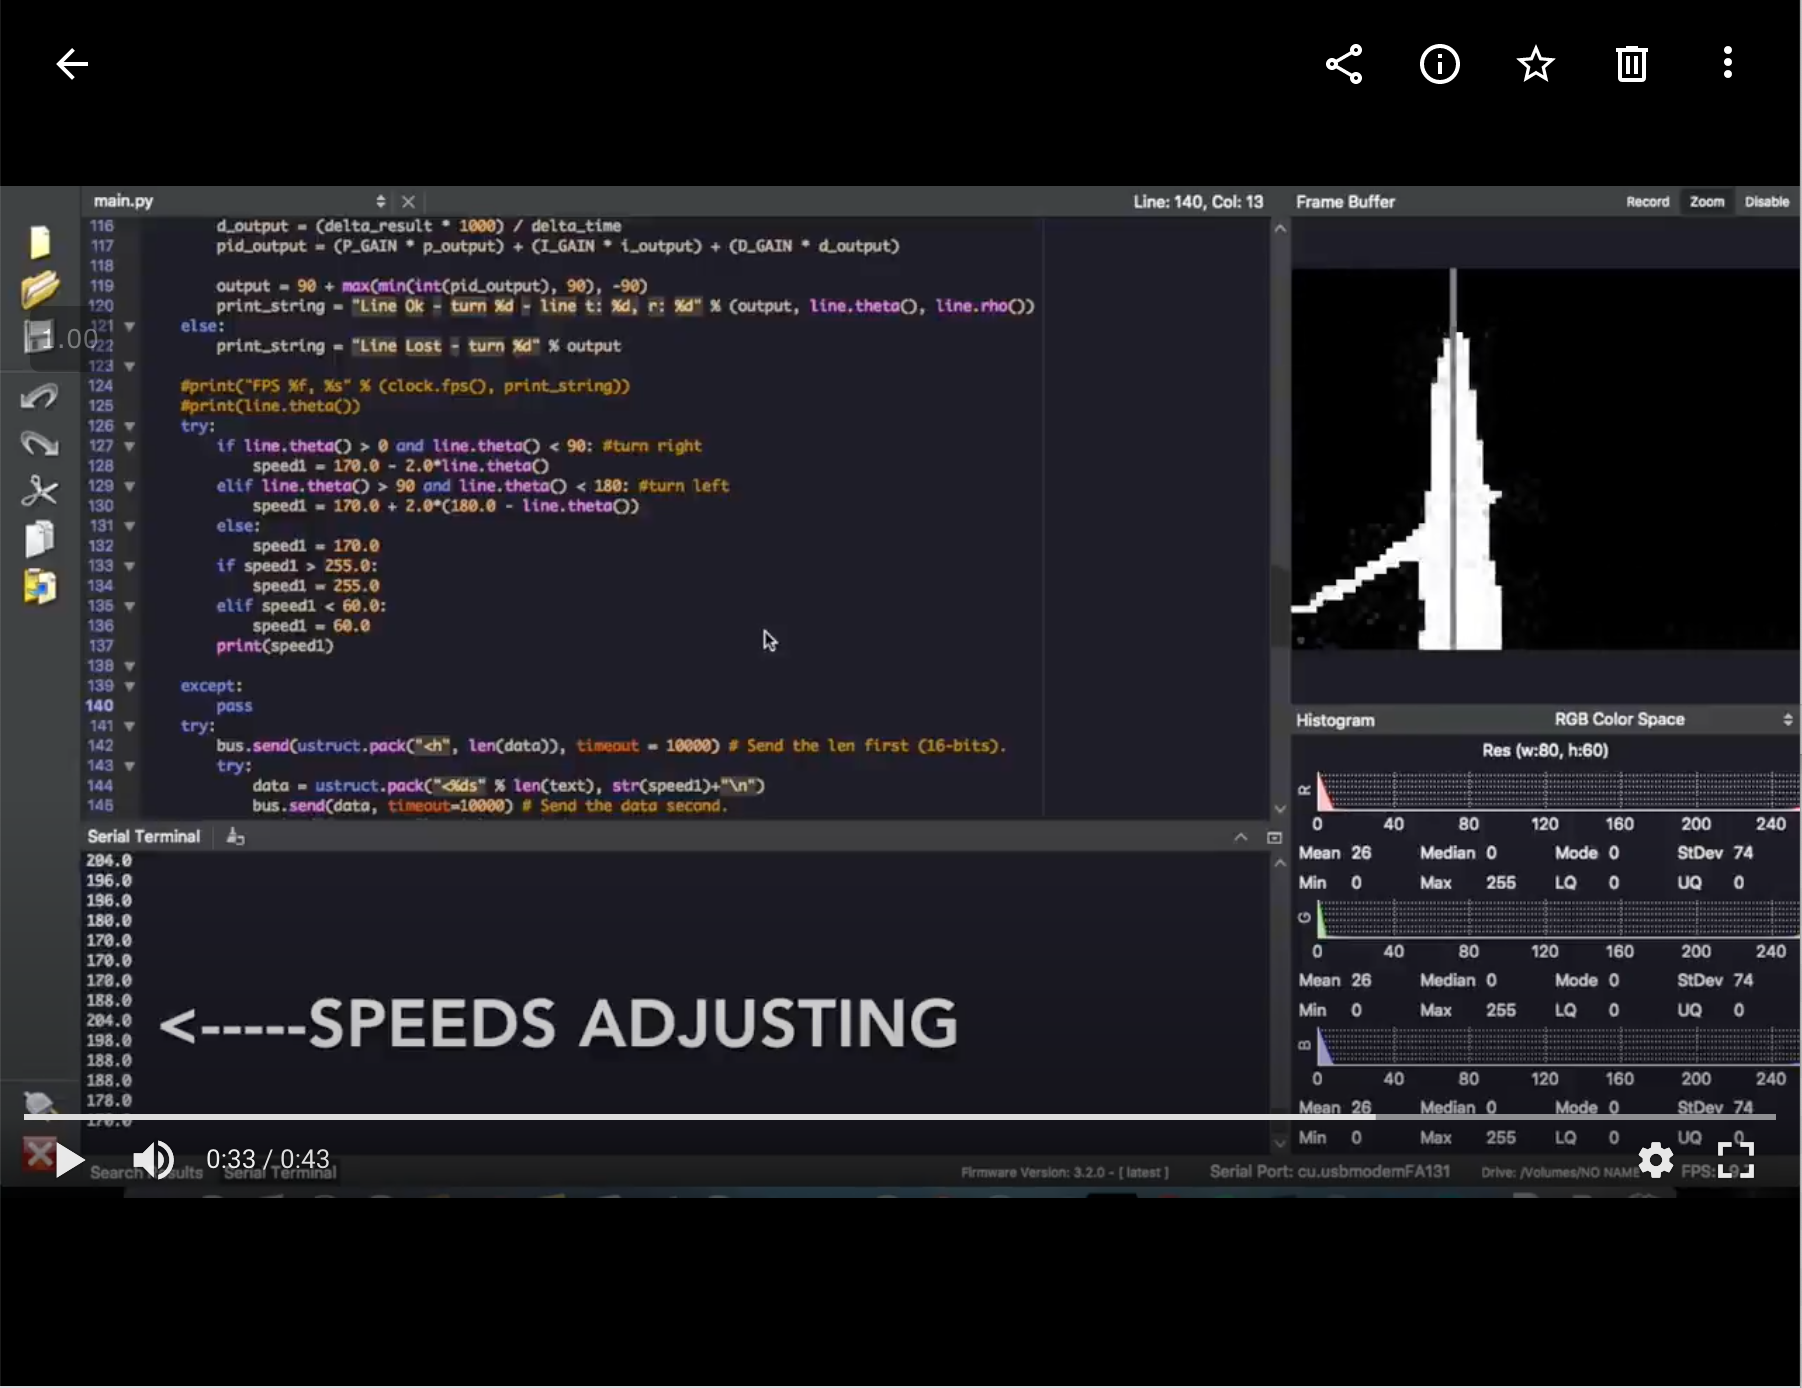 main.py
Line: 140, Col: 13
116 d_output = (delta_result * 1000) / delta_time
117 pid_output = (P_GAIN * p_output) + (I_GAIN * i_output) + (D_GAIN * d_output)
118
119 output = 90 + max(min(int(pid_output), 90), -90)
120 print_string = "Line Ok - turn %d - line t: %d, r: %d" % (output, line.theta(), line.rho())
121 else:
1.00
122 print_string = "Line Lost - turn %d" % output
123
124 #print("FPS %f, %s" % (clock.fps(), print_string))
125 #print(line.theta())
126 try:
127 if line.theta() > 0 and line.theta() < 90: #turn right
128 speed1 = 170.0 - 2.0*line.theta()
129 elif line.theta() > 90 and line.theta() < 180: #turn left
130 speed1 = 170.0 + 2.0*(180.0 - line.theta())
131 else:
132 speed1 = 170.0
133 if speed1 > 255.0:
134 speed1 = 255.0
135 elif speed1 < 60.0:
136 speed1 = 60.0
137 print(speed1)
138
139 except:
140 pass
141 try:
142 bus.send(ustruct.pack("<h", len(data)), timeout = 10000) # Send the len first (16-bits).
143 try:
144 data = ustruct.pack("<%ds" % len(text), str(speed1)+"\n")
145 bus.send(data, timeout=10000) # Send the data second.
Serial Terminal
204.0
196.0
196.0
180.0
170.0
170.0
170.0
188.0
204.0
198.0
188.0
188.0
178.0
<-----SPEEDS ADJUSTING
Frame Buffer Record Zoom Disable
Histogram RGB Color Space
Res (w:80, h:60)
R
0 40 80 120 160 200 240
Mean 26 Median 0 Mode 0 StDev 74
Min 0 Max 255 LQ 0 UQ 0
G
0 40 80 120 160 200 240
Mean 26 Median 0 Mode 0 StDev 74
Min 0 Max 255 LQ 0 UQ 0
B
0 40 80 120 160 200 240
Mean 26 Median 0 Mode 0 StDev 74
Min 0 Max 255 LQ 0 UQ 0
0:33 / 0:43
Search Results Serial Terminal Firmware Version: 3.2.0 - [ latest ] Serial Port: cu.usbmodemFA131 Drive: /Volumes/NO NAME FPS: